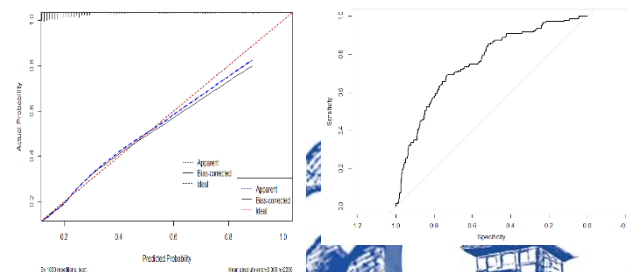 Actual Probability
0.2
0.4
0.6
0.8
0.2
0.4
0.6
0.8
1.0
Apparent
Bias-corrected
Ideal
Apparent
Bias-corrected
Ideal
Predicted Probability
Sensitivity
0.0
0.2
0.4
0.6
0.8
1.0
1.2
1.0
0.8
0.6
0.4
0.2
0.0
Specificity